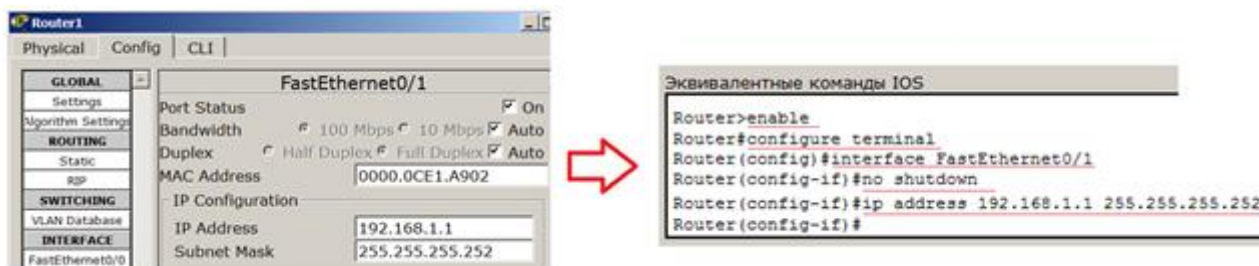 Router1
Physical Config CLI
GLOBAL
Settings
Algorithm Settings
ROUTING
Static
RIP
SWITCHING
VLAN Database
INTERFACE
FastEthernet0/0
FastEthernet0/1
Port Status On
Bandwidth 100 Mbps 10 Mbps Auto
Duplex Half Duplex Full Duplex Auto
MAC Address 0000.0CE1.A902
IP Configuration
IP Address 192.168.1.1
Subnet Mask 255.255.255.252
Эквивалентные команды IOS
Router>enable
Router#configure terminal
Router(config)#interface FastEthernet0/1
Router(config-if)#no shutdown
Router(config-if)#ip address 192.168.1.1 255.255.255.252
Router(config-if)#